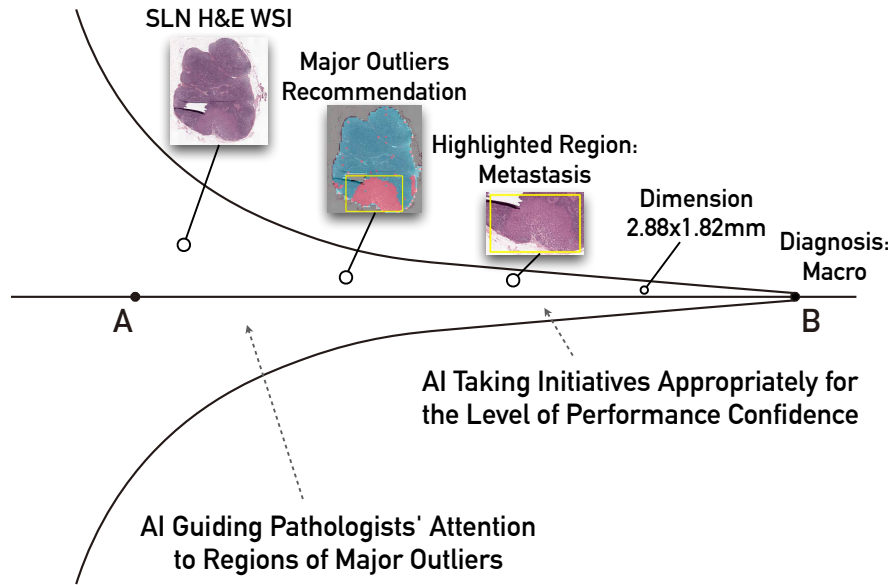 SLN H&E WSI
Major Outliers
Recommendation
Highlighted Region:
Metastasis
Dimension
2.88x1.82mm
Diagnosis:
Macro
A
B
AI Taking Initiatives Appropriately for
the Level of Performance Confidence
AI Guiding Pathologists' Attention
to Regions of Major Outliers